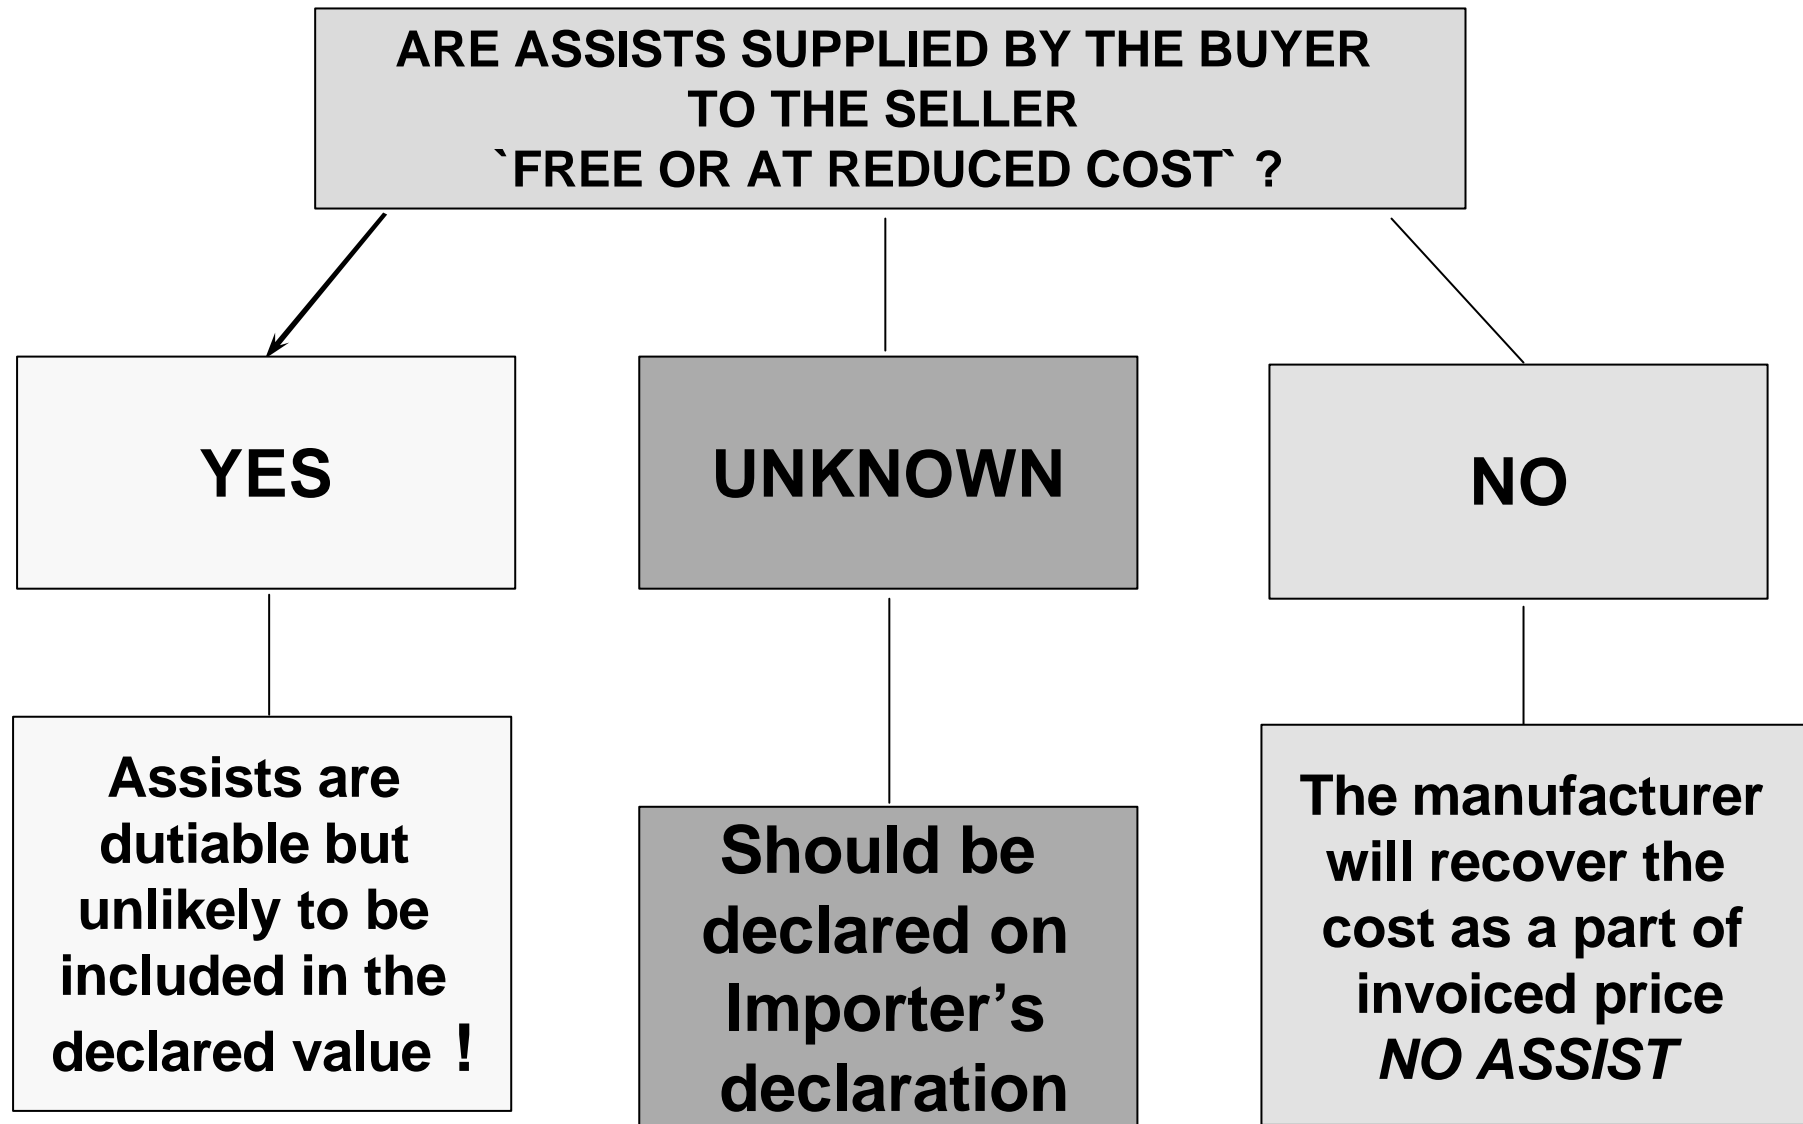 ARE ASSISTS SUPPLIED BY THE BUYER
TO THE SELLER
`FREE OR AT REDUCED COST` ?
YES
UNKNOWN
NO
Assists are
dutiable but
unlikely to be
included in the
declared value !
Should be
declared on
Importer’s
declaration
The manufacturer
will recover the
cost as a part of
invoiced price
NO ASSIST